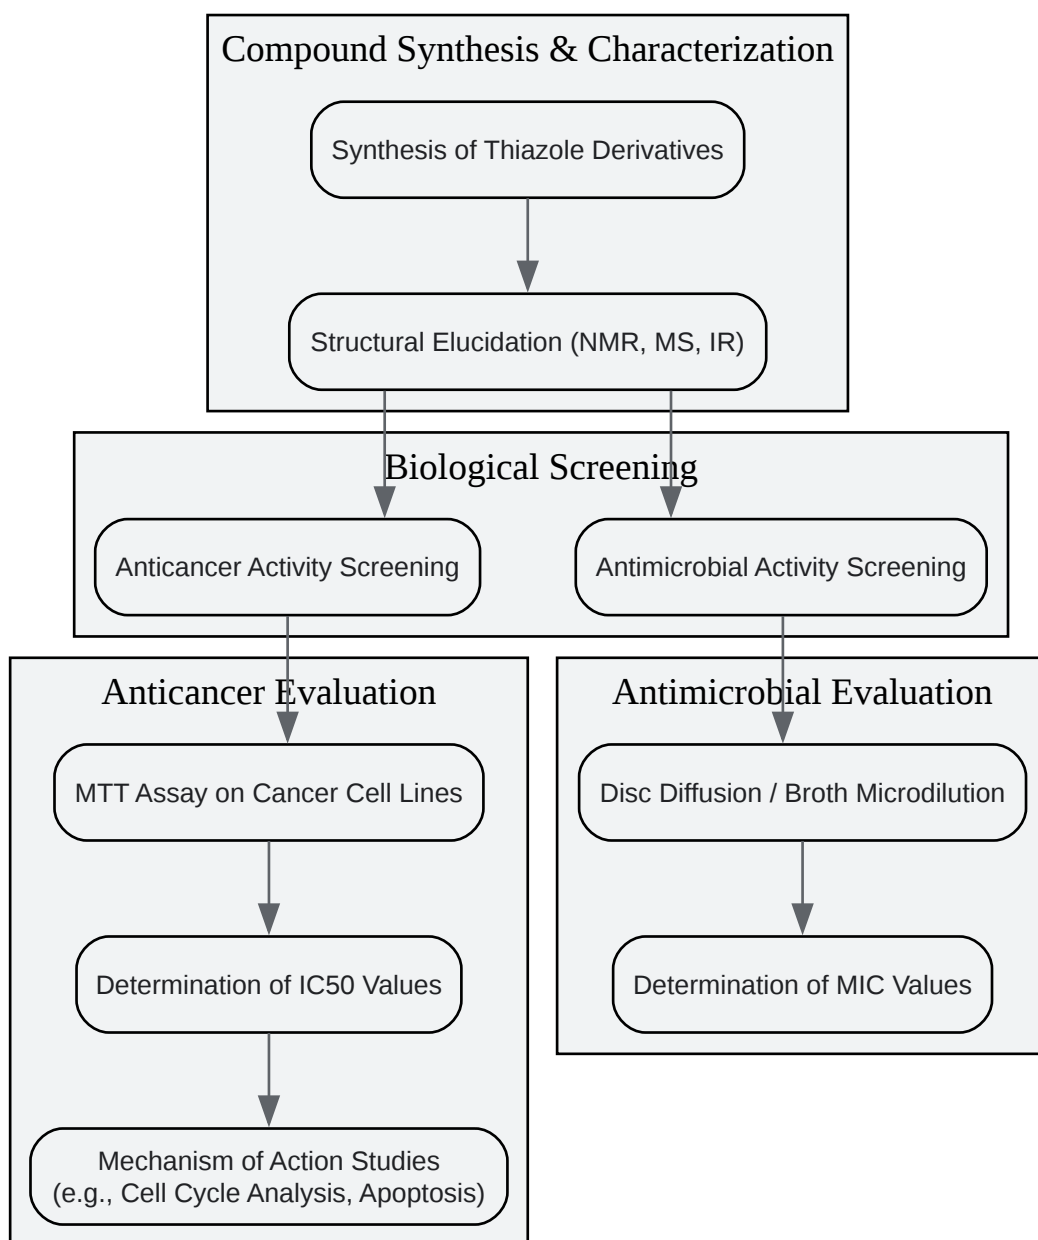 Compound Synthesis & Characterization
Synthesis of Thiazole Derivatives
Structural Elucidation (NMR, MS, IR)
Biological Screening
Anticancer Activity Screening
Antimicrobial Activity Screening
Anticancer Evaluation
MTT Assay on Cancer Cell Lines
Determination of IC50 Values
Mechanism of Action Studies
(e.g., Cell Cycle Analysis, Apoptosis)
Antimicrobial Evaluation
Disc Diffusion / Broth Microdilution
Determination of MIC Values